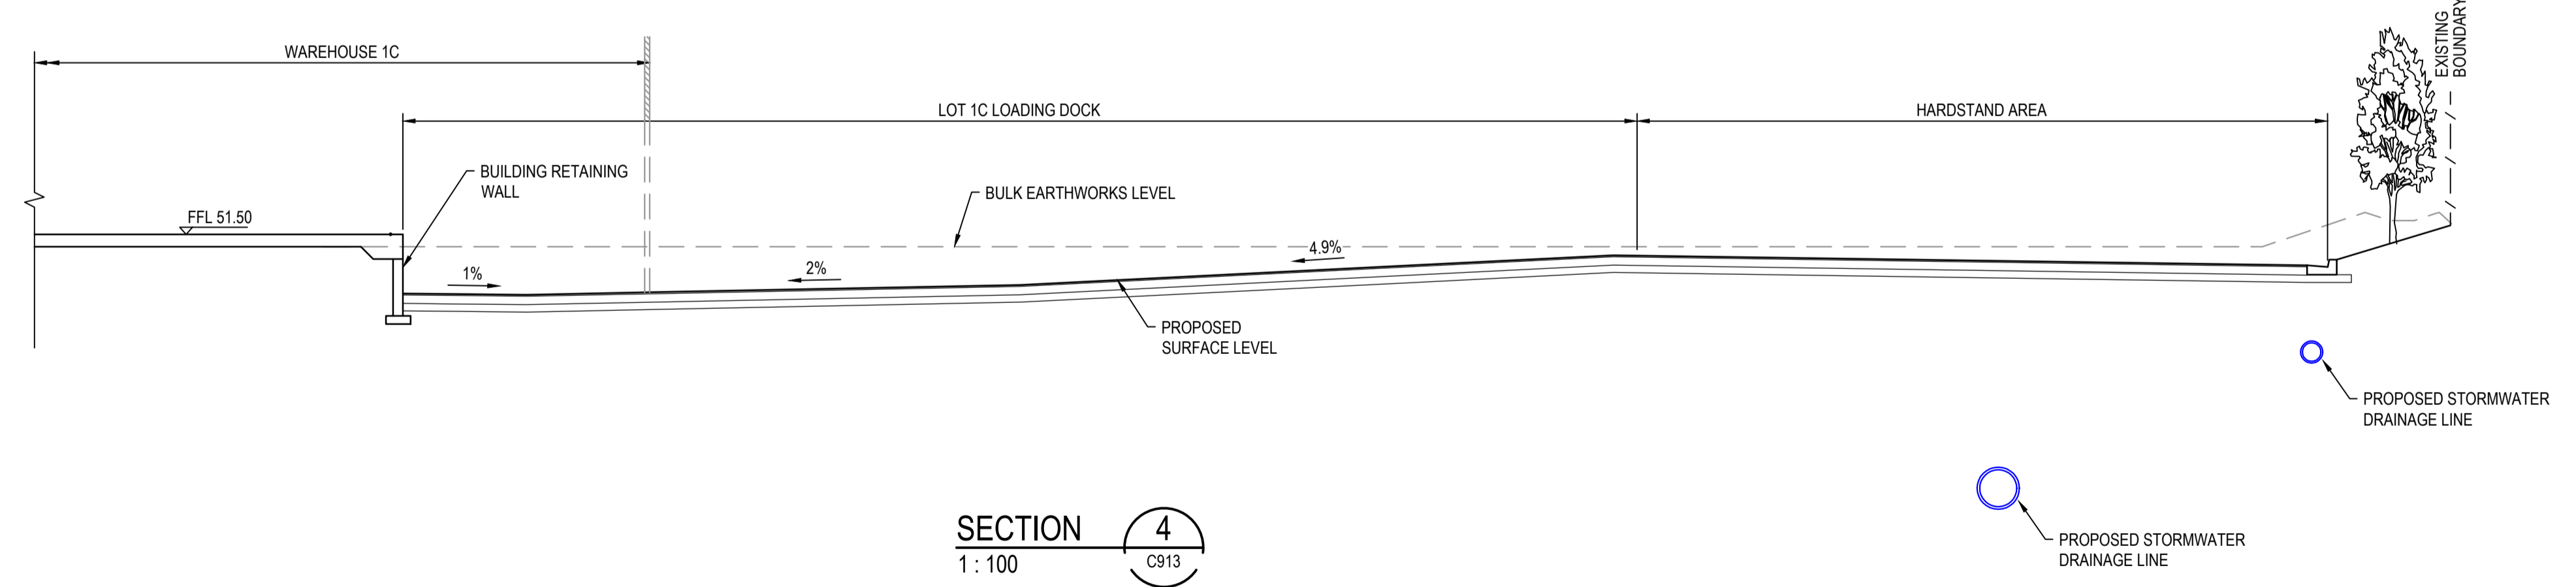 WAREHOUSE 1C
EXISTING
BOUNDARY
LOT 1C LOADING DOCK
HARDSTAND AREA
BUILDING RETAINING
WALL
BULK EARTHWORKS LEVEL
FFL 51.50
4.9%
1%
2%
PROPOSED
SURFACE LEVEL
PROPOSED STORMWATER
DRAINAGE LINE
PROPOSED STORMWATER
DRAINAGE LINE
SECTION
1 : 100
4
C913